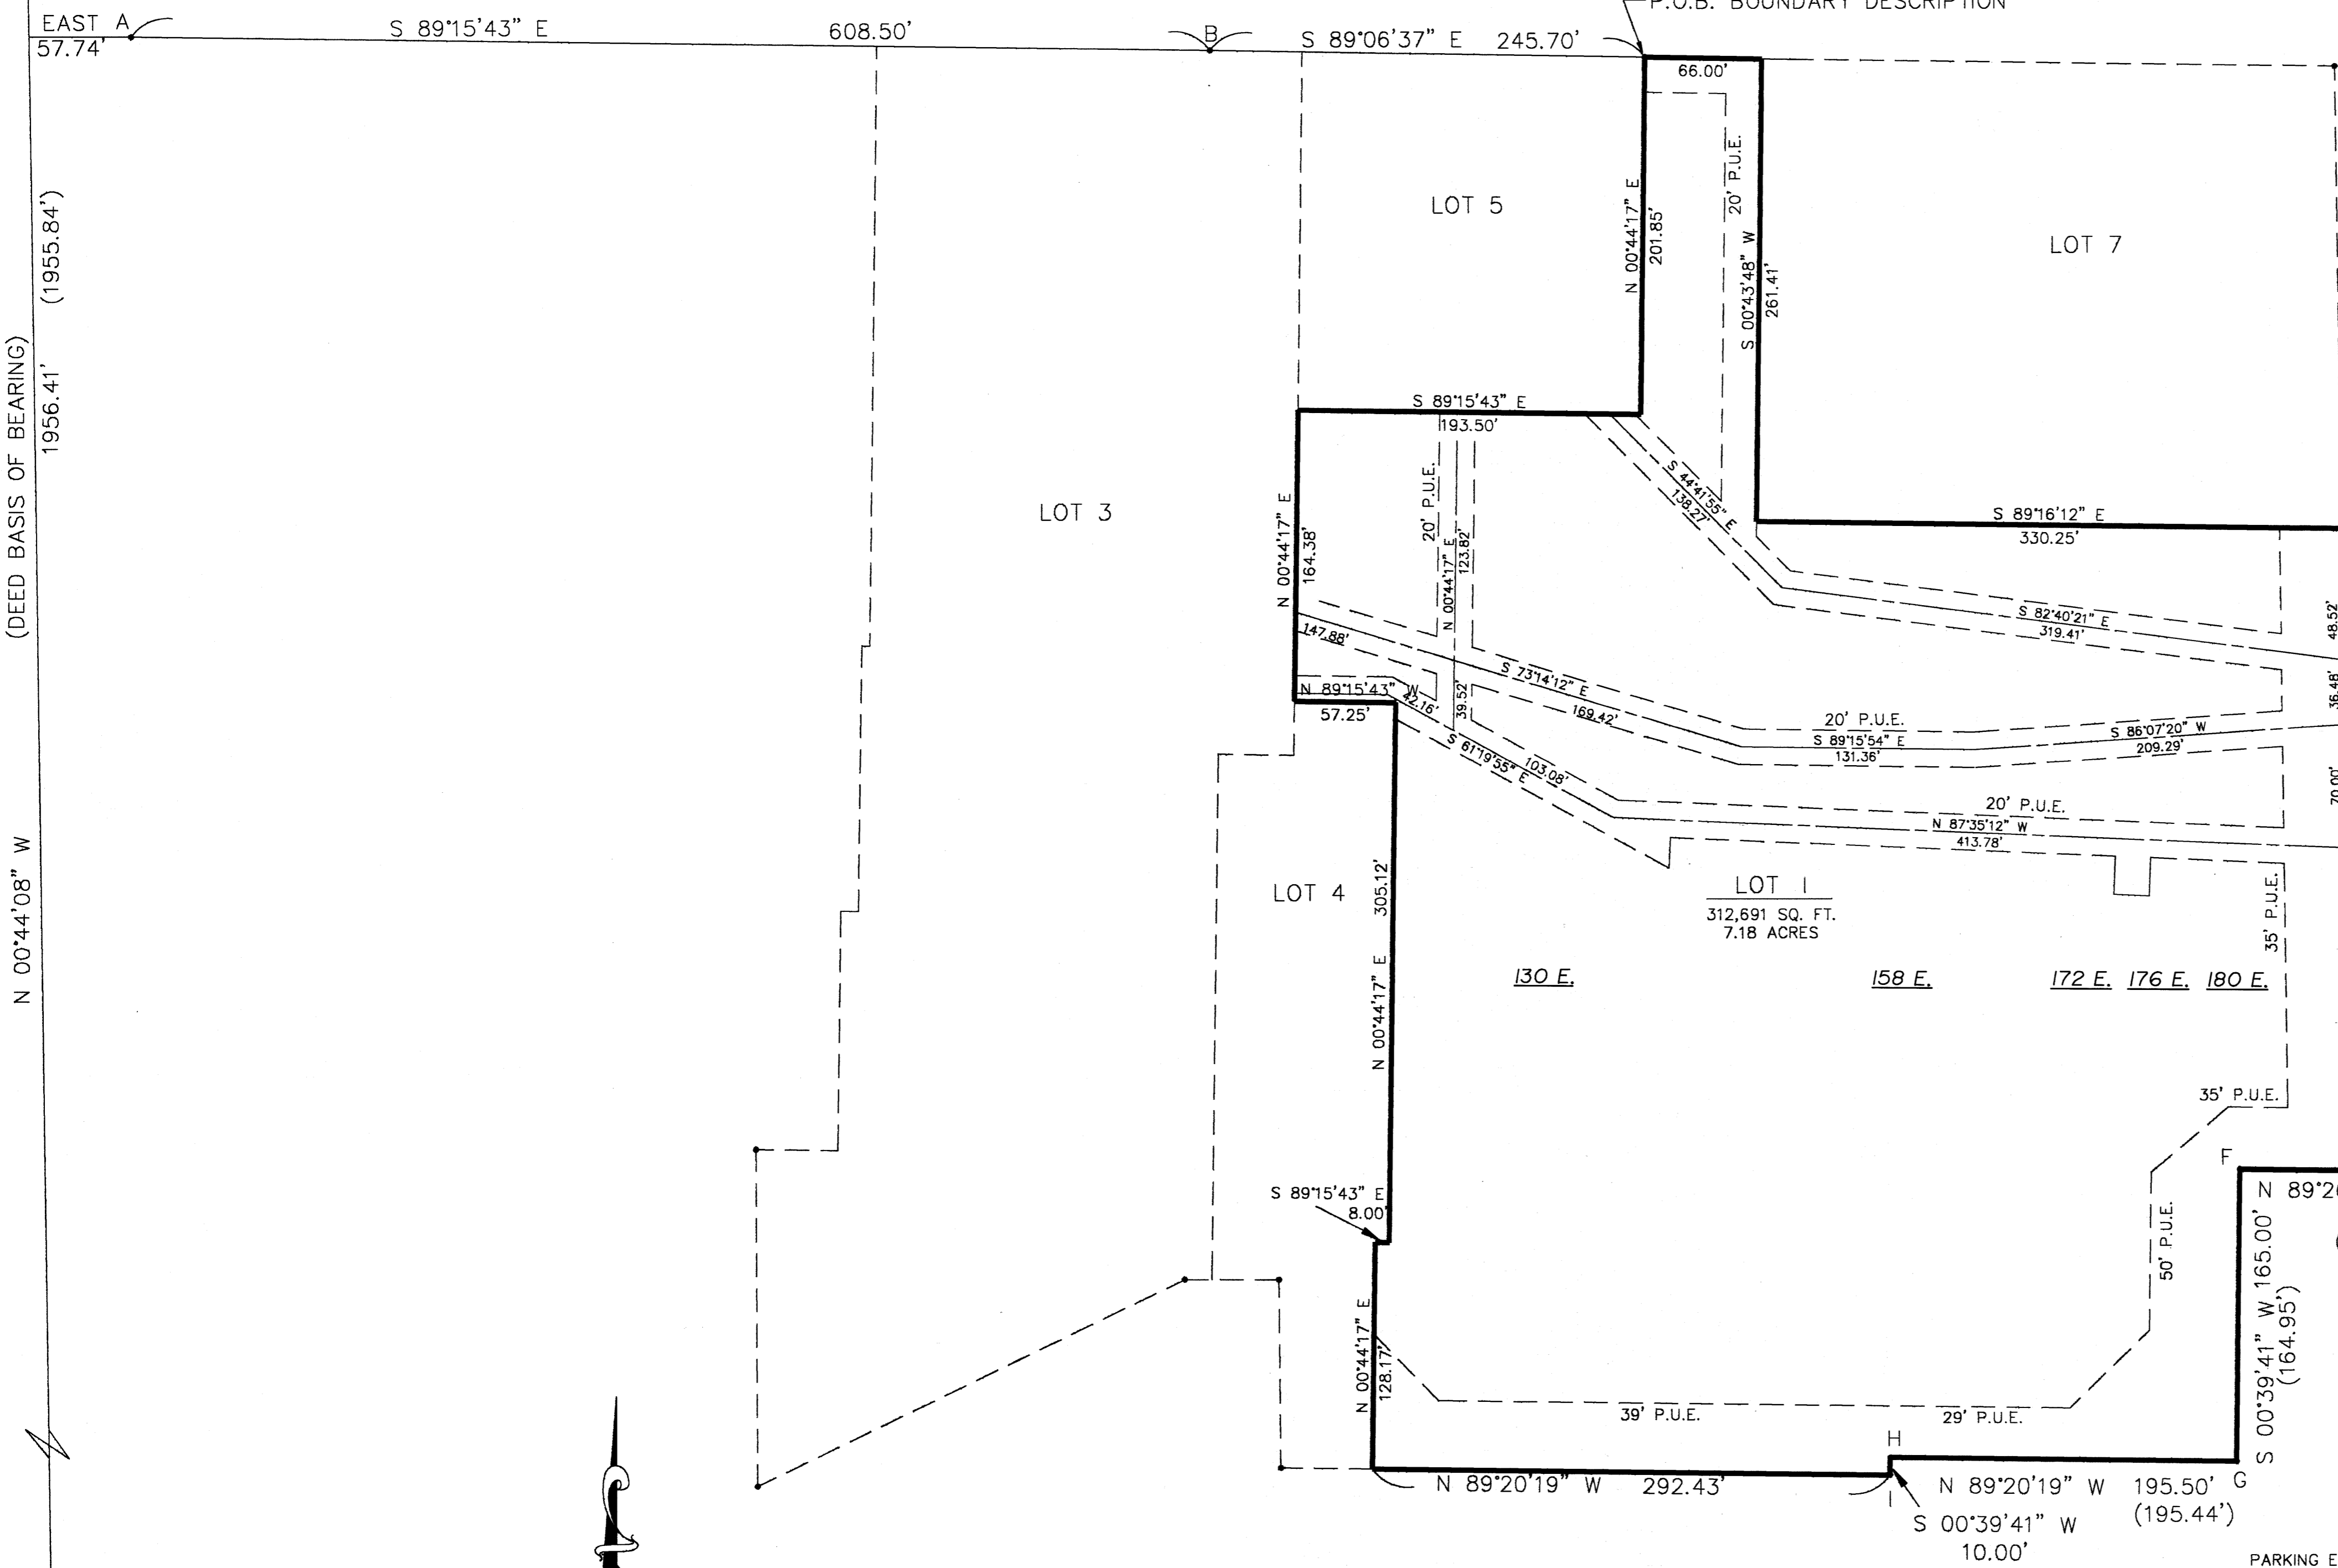 P.O.B. BOUNDARY DESCRIPTION
EAST A
57.74'
S 89°15'43" E
608.50'
B
S 89°06'37" E 245.70'
66.00'
20' P.U.E.
LOT 5
N 00°44'17" E
201.85'
S 00°43'48" W
261.41'
LOT 7
(DEED BASIS OF BEARING)
1956.41' (1955.84')
N 00°44'08" W
LOT 3
S 89°15'43" E
193.50'
20' P.U.E.
N 00°44'17" E
123.82'
S 44°41'55" E
138.27'
S 89°16'12" E
330.25'
N 00°44'17" E
164.38'
S 82°40'21" E
319.41'
48.52'
147.88'
S 73°14'12" E
169.42'
39.52'
36.48'
N 89°15'43" W
57.25'
42.16'
20' P.U.E.
S 89°15'54" E
131.36'
S 86°07'20" W
209.29'
S 61°19'55" E
103.08'
70.00'
20' P.U.E.
N 87°35'12" W
413.78'
LOT 4
N 00°44'17" E 305.12'
LOT 1
312,691 SQ. FT.
7.18 ACRES
35' P.U.E.
130 E.
158 E.
172 E.
176 E.
180 E.
35' P.U.E.
F
N 89°2
S 89°15'43" E
8.00'
50' P.U.E.
S 00°39'41" W 165.00'
(164.95')
N 00°44'17" E
128.17'
39' P.U.E.
29' P.U.E.
H
N 89°20'19" W 292.43'
I
N 89°20'19" W 195.50'
(195.44')
G
S 00°39'41" W
10.00'
PARKING E